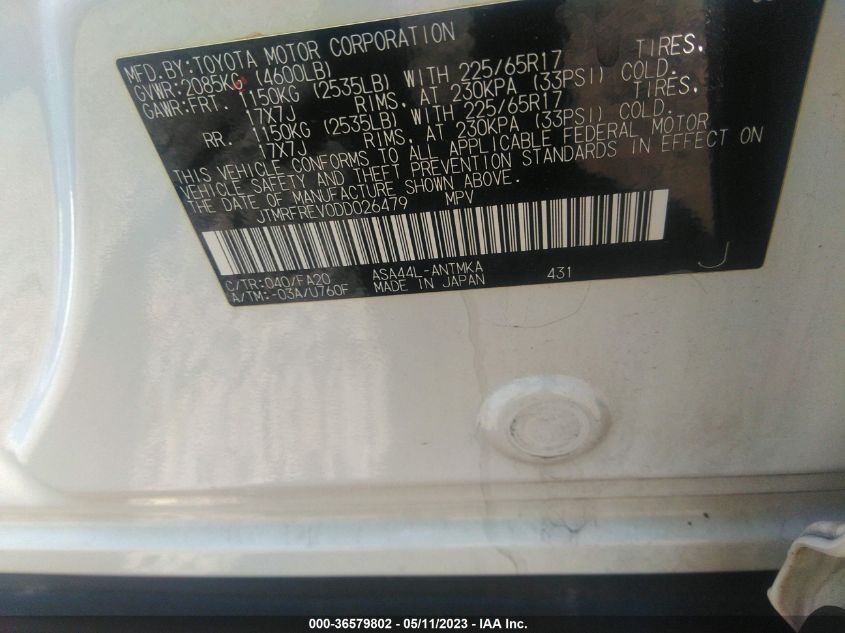 MFD.BY:TOYOTA MOTOR CORPORATION
GVWR:2085KG (4600LB)
GAWR:FRT. 1150KG (2535LB) WITH 225/65R17 TIRES,
17X7J RIMS, AT 230KPA (33PSI) COLD.
RR. 1150KG (2535LB) WITH 225/65R17 TIRES,
17X7J RIMS, AT 230KPA (33PSI) COLD.
THIS VEHICLE CONFORMS TO ALL APPLICABLE FEDERAL MOTOR
VEHICLE SAFETY AND THEFT PREVENTION STANDARDS IN EFFECT ON
THE DATE OF MANUFACTURE SHOWN ABOVE.
JTMRFREV0DD026479 MPV
C/TR:040/FA20 ASA44L-ANTMKA 431
A/TM:-03A/U760F MADE IN JAPAN
J
000-36579802 - 05/11/2023 - IAA Inc.